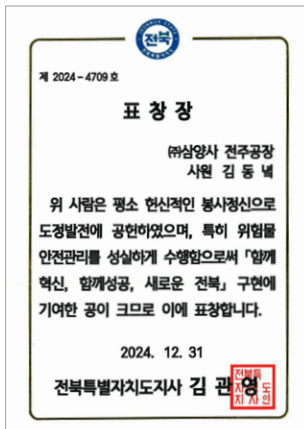 전북
제 2024-4709 호
표 창 장
㈜삼양사 전주공장
사원 김 동 녘
위 사람은 평소 헌신적인 봉사정신으로
도정발전에 공헌하였으며, 특히 위험물
안전관리를 성실하게 수행함으로써 「함께
혁신, 함께성공, 새로운 전북」 구현에
기여한 공이 크므로 이에 표창합니다.
2024. 12. 31
전북특별자치도지사 김 관 영